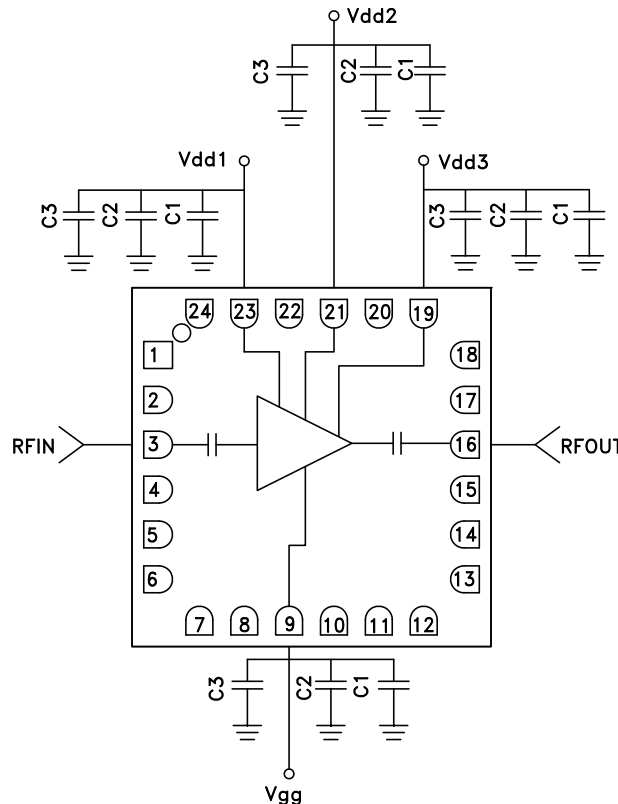 Vdd2
C3 C2 C1
Vdd1 Vdd3
C3 C2 C1 C3 C2 C1
24 23 22 21 20 19
1 18
2 17
RFIN 3 16 RFOUT
4 15
5 14
6 13
7 8 9 10 11 12
C3 C2 C1
Vgg